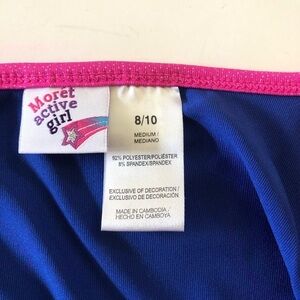 Moret
active
girl
8/10
MEDIUM /
MEDIANO
92% POLYESTER/POLIÉSTER
8% SPANDEX/SPANDEX
EXCLUSIVE OF DECORATION /
EXCLUSIVO DE DECORACIÓN
MADE IN CAMBODIA /
HECHO EN CAMBOYA